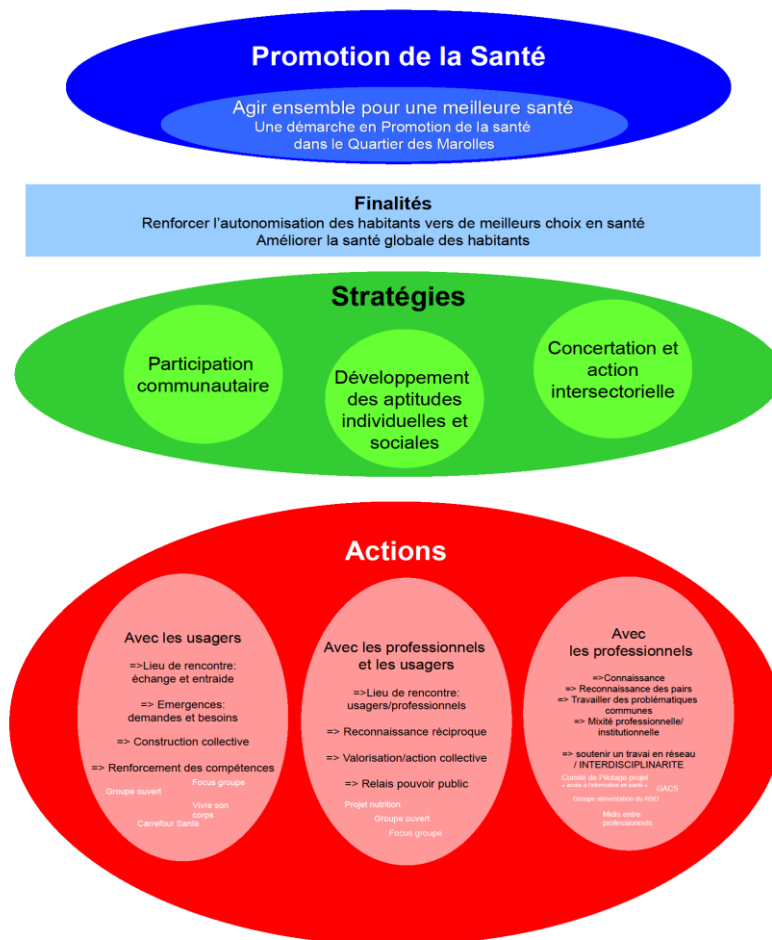 Promotion de la Santé
Agir ensemble pour une meilleure santé
Une démarche en Promotion de la santé
dans le Quartier des Marolles
Finalités
Renforcer l'autonomisation des habitants vers de meilleurs choix en santé
Améliorer la santé globale des habitants
Stratégies
Participation
communautaire
Développement
des aptitudes
individuelles et
sociales
Concertation et
action
intersectorielle
Actions
Avec les usagers
=>Lieu de rencontre:
échange et entraide
=> Emergences:
demandes et besoins
=> Construction collective
=> Renforcement des compétences
Focus groupe
Groupe ouvert
Vivre son
corps
Carrefour Santé
Avec les professionnels
et les usagers
=>Lieu de rencontre:
usagers/professionnels
=> Reconnaissance réciproque
=> Valorisation/action collective
=> Relais pouvoir public
Projet nutrition
Groupe ouvert
Focus groupe
Avec
les professionnels
=>Connaissance
=> Reconnaissance des pairs
=> Travailler des problématiques
communes
=> Mixité professionnelle/
institutionnelle
=> soutenir un travai en réseau
/ INTERDISCIPLINARITE
Comité de Pilotage projet
« accès à l'information en santé »
GACS
Groupe alimentation du RSD
Midis entre
professionnels